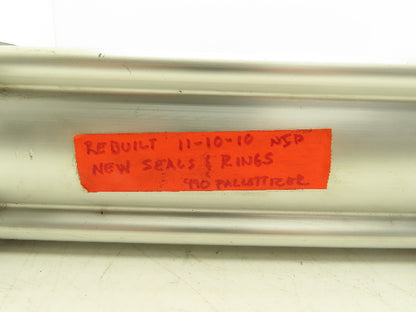 REBUILT 11-10-10 NSP
NEW SEALS & RINGS
PALLETIZER